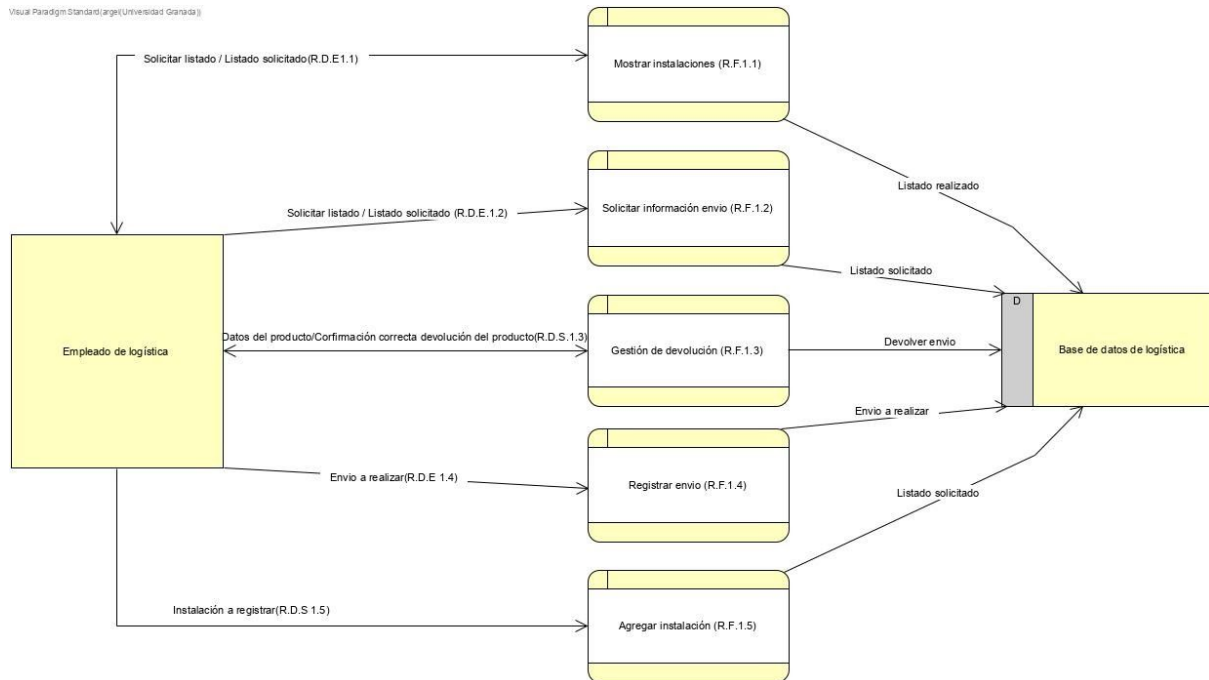 Visual Paradigm Standard(argel(Universidad Granada))
Solicitar listado / Listado solicitado(R.D.E1.1)
Mostrar instalaciones (R.F.1.1)
Listado realizado
Solicitar listado / Listado solicitado (R.D.E.1.2)
Solicitar información envio (R.F.1.2)
Listado solicitado
Empleado de logística
Datos del producto/Corfirmación correcta devolución del producto(R.D.S.1.3)
Gestión de devolución (R.F.1.3)
Devolver envio
D
Base de datos de logística
Envio a realizar(R.D.E 1.4)
Registrar envio (R.F.1.4)
Envio a realizar
Listado solicitado
Instalación a registrar(R.D.S 1.5)
Agregar instalación (R.F.1.5)